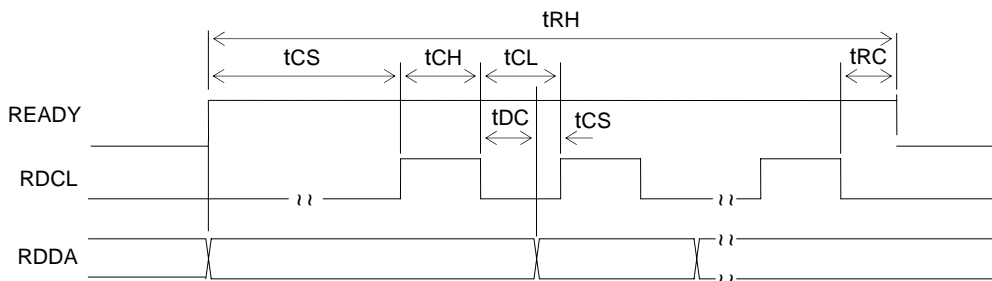 tRH
tCS tCH tCL tRC
READY
tDC tCS
RDCL
RDDA